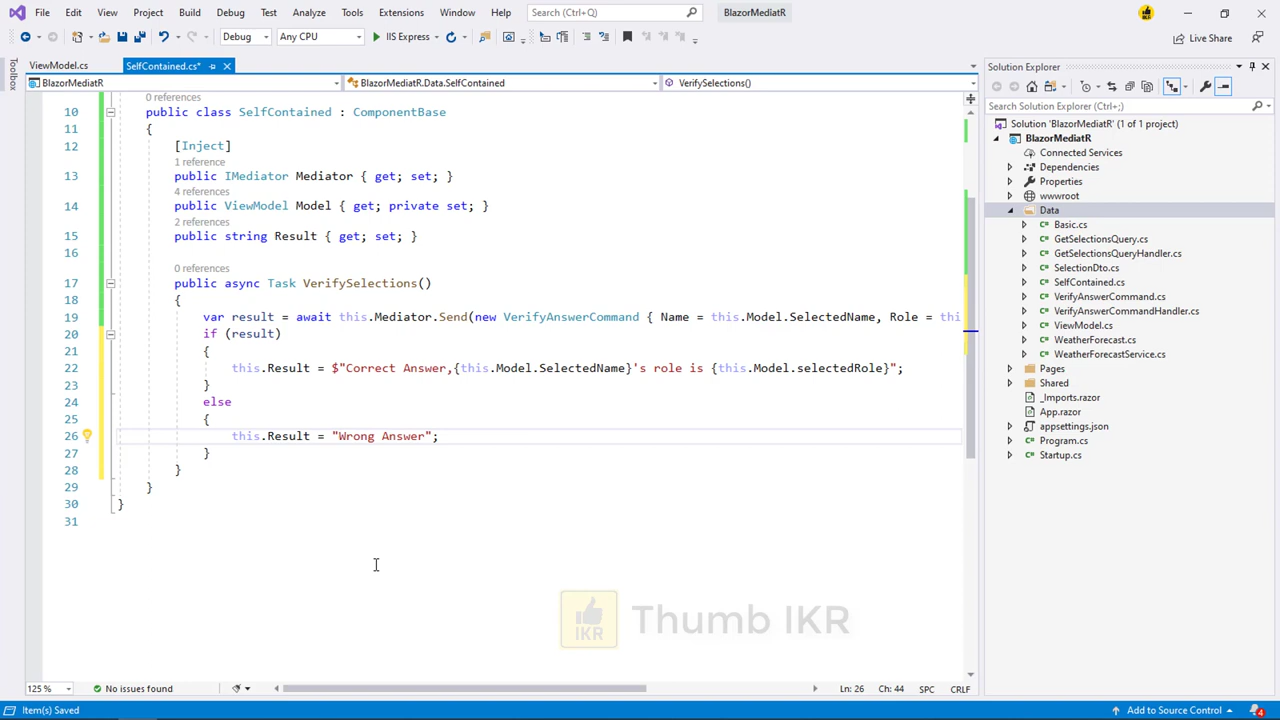 File Edit View Project Build Debug Test Analyze Tools Extensions Window Help Search (Ctrl+Q) BlazorMediatR
Debug Any CPU IIS Express Live Share
Toolbox
ViewModel.cs SelfContained.cs*
BlazorMediatR BlazorMediatR.Data.SelfContained VerifySelections()
0 references
10 public class SelfContained : ComponentBase
11 {
12 [Inject]
1 reference
13 public IMediator Mediator { get; set; }
4 references
14 public ViewModel Model { get; private set; }
2 references
15 public string Result { get; set; }
16
0 references
17 public async Task VerifySelections()
18 {
19 var result = await this.Mediator.Send(new VerifyAnswerCommand { Name = this.Model.SelectedName, Role = thi
20 if (result)
21 {
22 this.Result = $"Correct Answer,{this.Model.SelectedName}'s role is {this.Model.selectedRole}";
23 }
24 else
25 {
26 this.Result = "Wrong Answer";
27 }
28 }
29 }
30 }
31
IKR Thumb IKR
125 % No issues found Ln: 26 Ch: 44 SPC CRLF
Item(s) Saved Add to Source Control 4
Solution Explorer
Search Solution Explorer (Ctrl+;)
Solution 'BlazorMediatR' (1 of 1 project)
BlazorMediatR
Connected Services
Dependencies
Properties
wwwroot
Data
Basic.cs
GetSelectionsQuery.cs
GetSelectionsQueryHandler.cs
SelectionDto.cs
SelfContained.cs
VerifyAnswerCommand.cs
VerifyAnswerCommandHandler.cs
ViewModel.cs
WeatherForecast.cs
WeatherForecastService.cs
Pages
Shared
_Imports.razor
App.razor
appsettings.json
Program.cs
Startup.cs